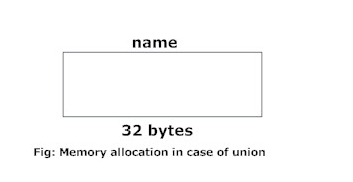 name
32 bytes
Fig: Memory allocation in case of union